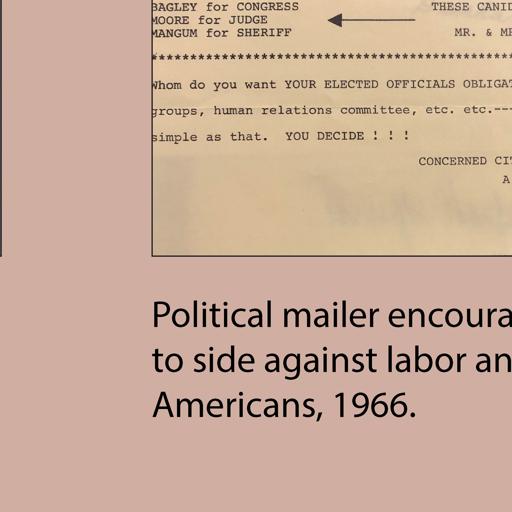 BAGLEY for CONGRESS THESE CANID
MOORE for JUDGE
MANGUM for SHERIFF MR. & MR
*******************************************************
Whom do you want YOUR ELECTED OFFICIALS OBLIGAT
groups, human relations committee, etc. etc.---
simple as that. YOU DECIDE ! ! !
CONCERNED CIT
A
Political mailer encoura
to side against labor an
Americans, 1966.